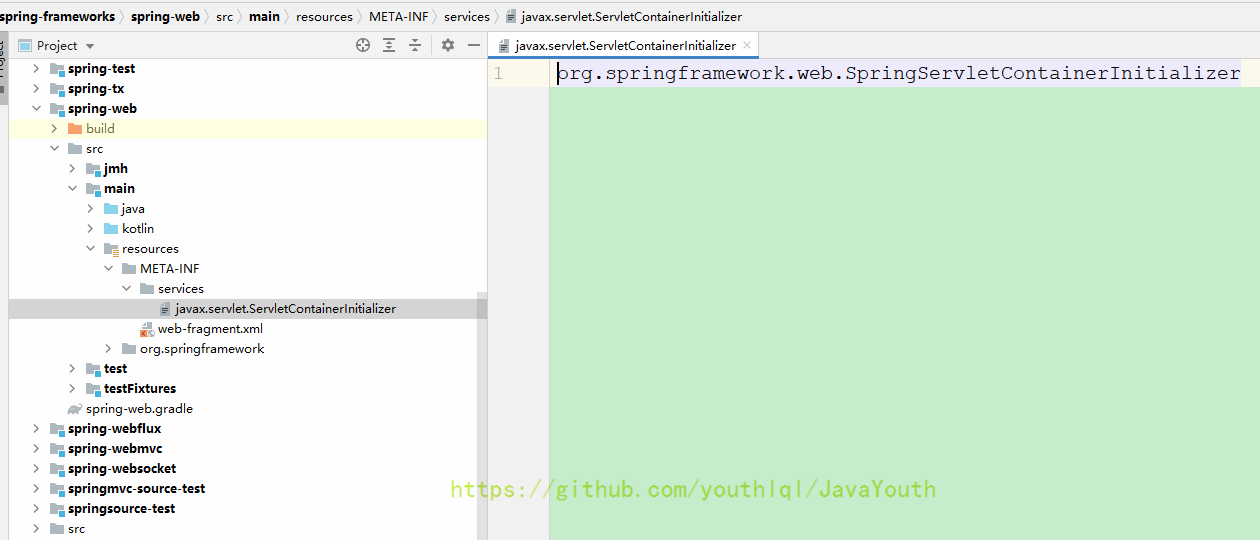 spring-frameworks spring-web src main resources META-INF services javax.servlet.ServletContainerInitializer
Project
Project
javax.servlet.ServletContainerInitializer
1 org.springframework.web.SpringServletContainerInitializer
spring-test
spring-tx
spring-web
build
src
jmh
main
java
kotlin
resources
META-INF
services
javax.servlet.ServletContainerInitializer
web-fragment.xml
org.springframework
test
testFixtures
spring-web.gradle
spring-webflux
spring-webmvc
spring-websocket
springmvc-source-test
springsource-test
src
https://github.com/youthlql/JavaYouth